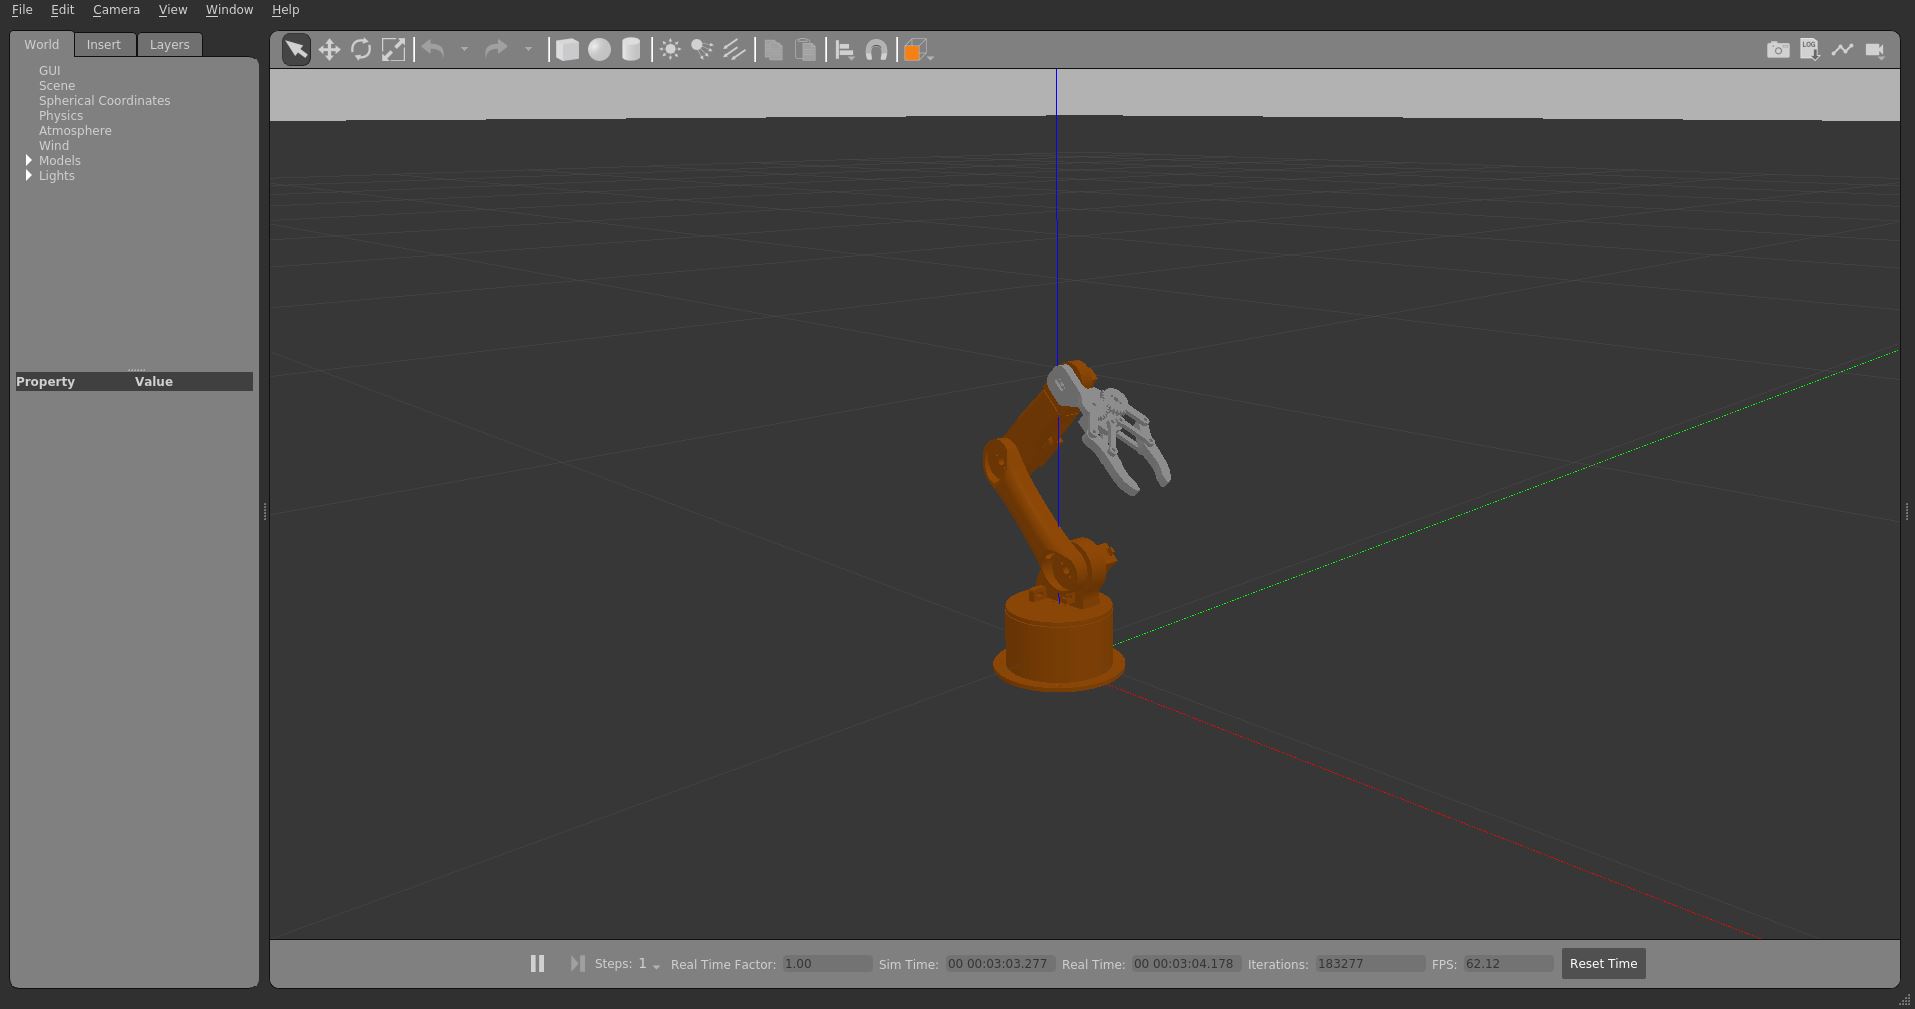 File Edit Camera View Window Help
World Insert Layers
LOG
GUI
Scene
Spherical Coordinates
Physics
Atmosphere
Wind
Models
Lights
Property Value
Steps: 1 Real Time Factor: 1.00 Sim Time: 00 00:03:03.277 Real Time: 00 00:03:04.178 Iterations: 183277 FPS: 62.12 Reset Time